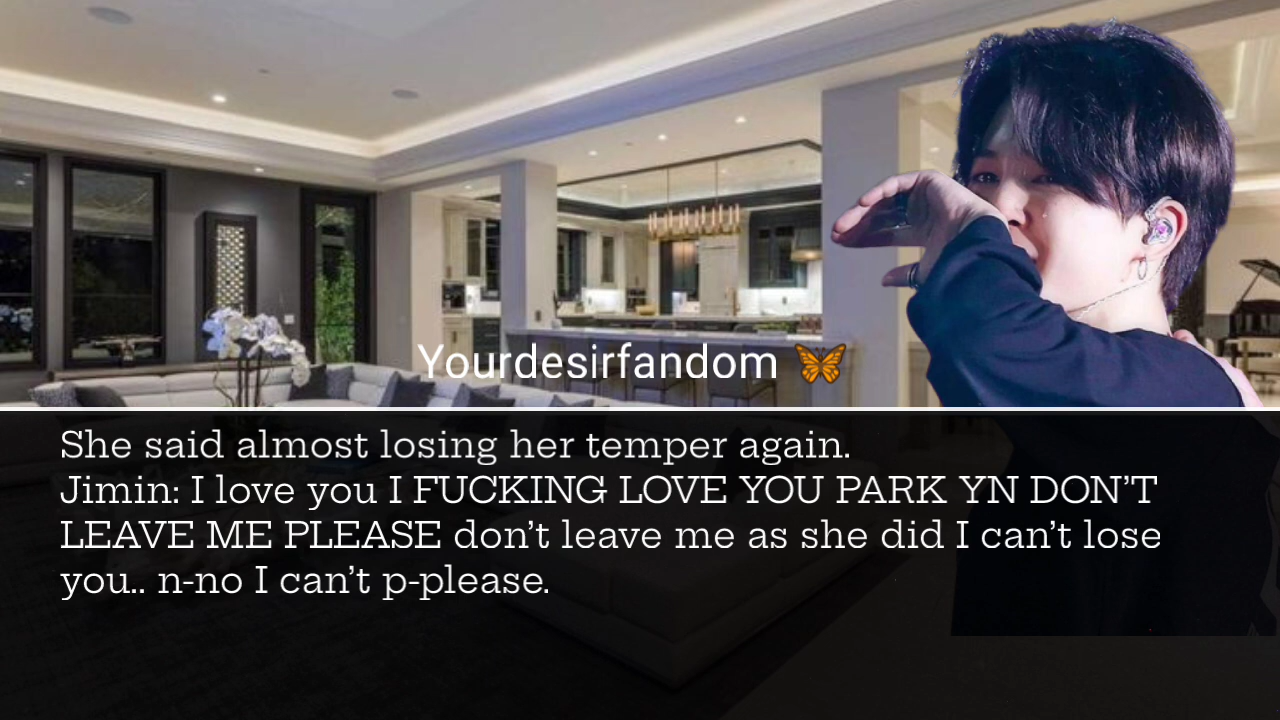 Yourdesirfandom 🦋
She said almost losing her temper again.
Jimin: I love you I FUCKING LOVE YOU PARK YN DON'T
LEAVE ME PLEASE don't leave me as she did I can't lose
you.. n-no I can't p-please.